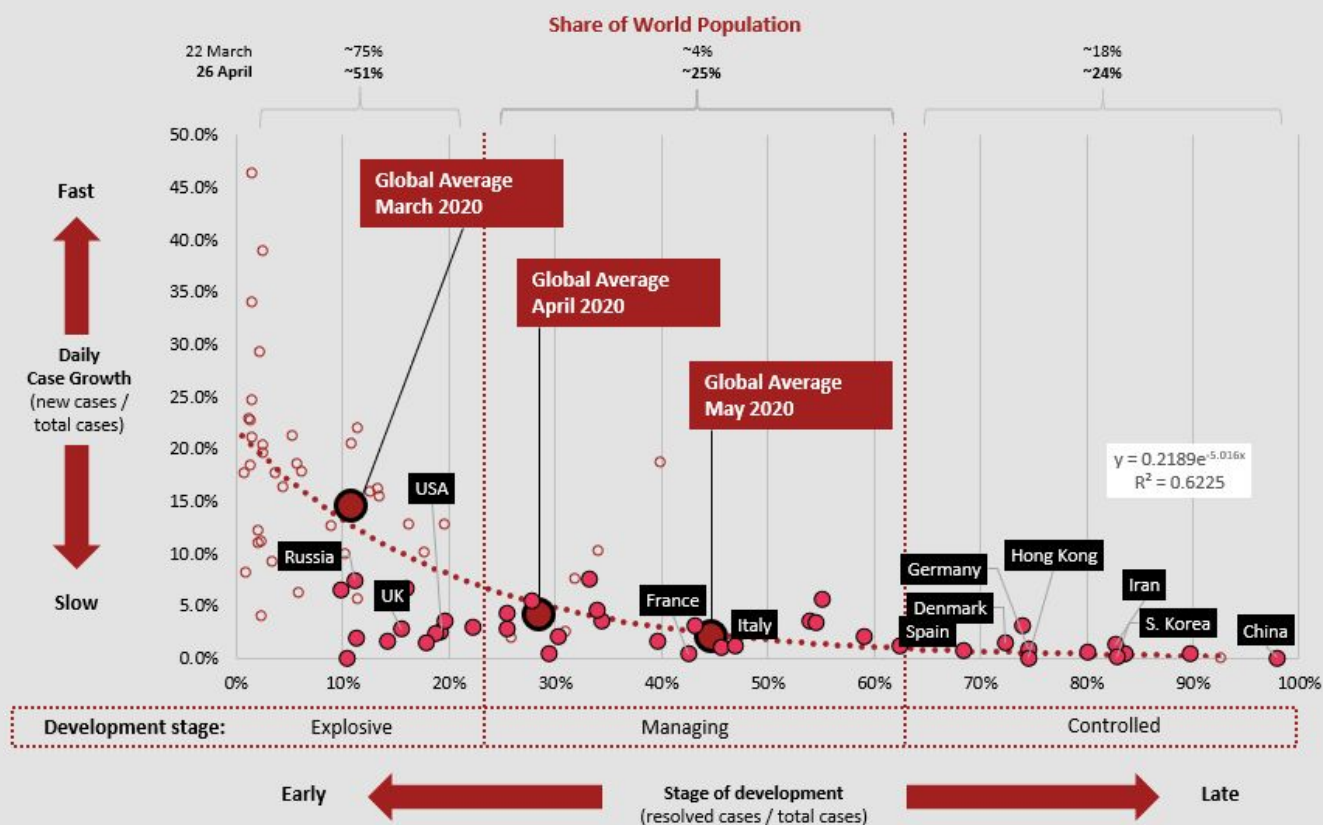 Share of World Population
22 March ~75% ~4% ~18%
26 April ~51% ~25% ~24%
50.0%
45.0%
40.0%
35.0%
30.0%
25.0%
20.0%
15.0%
10.0%
5.0%
0.0%
Fast
Daily
Case Growth
(new cases /
total cases)
Slow
Global Average
March 2020
Global Average
April 2020
Global Average
May 2020
y = 0.2189e^-5.016x
R² = 0.6225
USA
Russia
UK
France
Italy
Germany
Hong Kong
Denmark
Spain
Iran
S. Korea
China
0% 10% 20% 30% 40% 50% 60% 70% 80% 90% 100%
Development stage: Explosive Managing Controlled
Early Stage of development Late
(resolved cases / total cases)